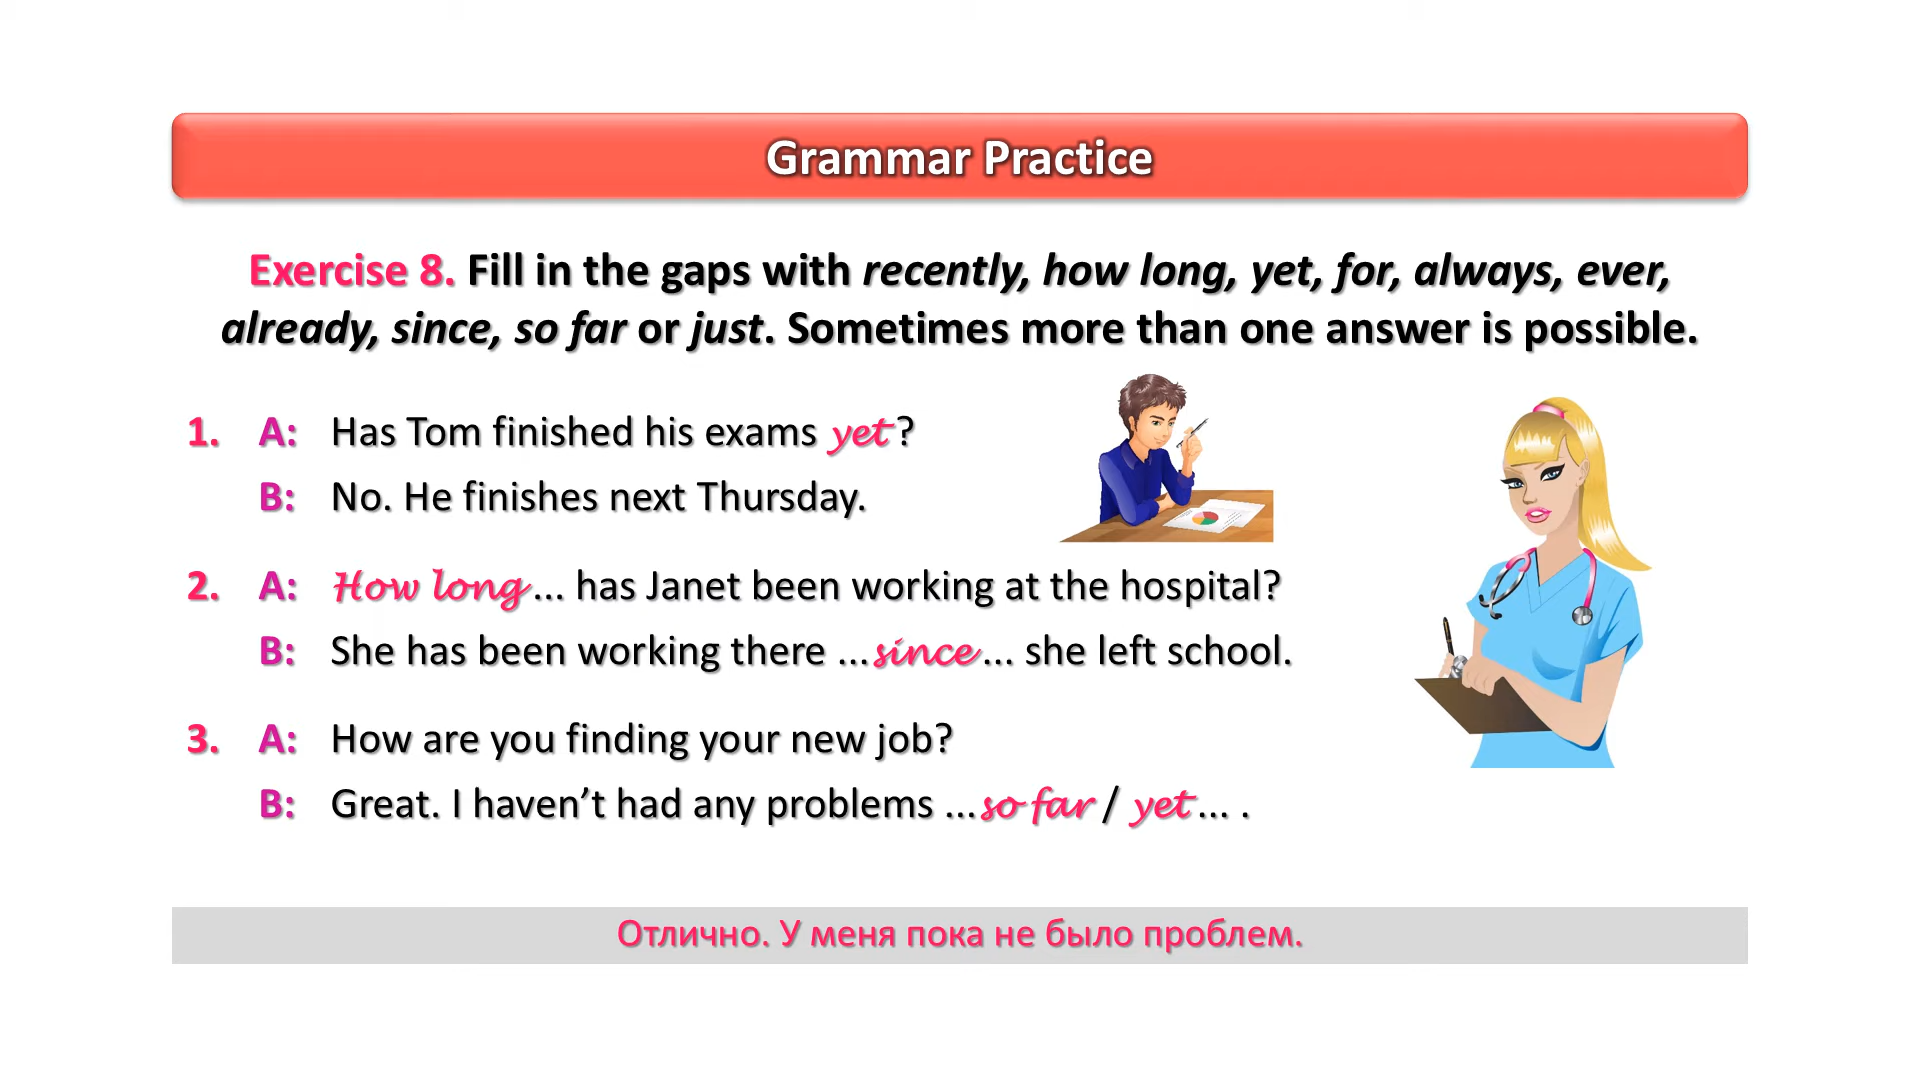 Grammar Practice
Exercise 8. Fill in the gaps with recently, how long, yet, for, always, ever,
already, since, so far or just. Sometimes more than one answer is possible.
1. A: Has Tom finished his exams yet ?
B: No. He finishes next Thursday.
2. A: How long ... has Janet been working at the hospital?
B: She has been working there ... since ... she left school.
3. A: How are you finding your new job?
B: Great. I haven’t had any problems ... so far / yet ... .
Отлично. У меня пока не было проблем.